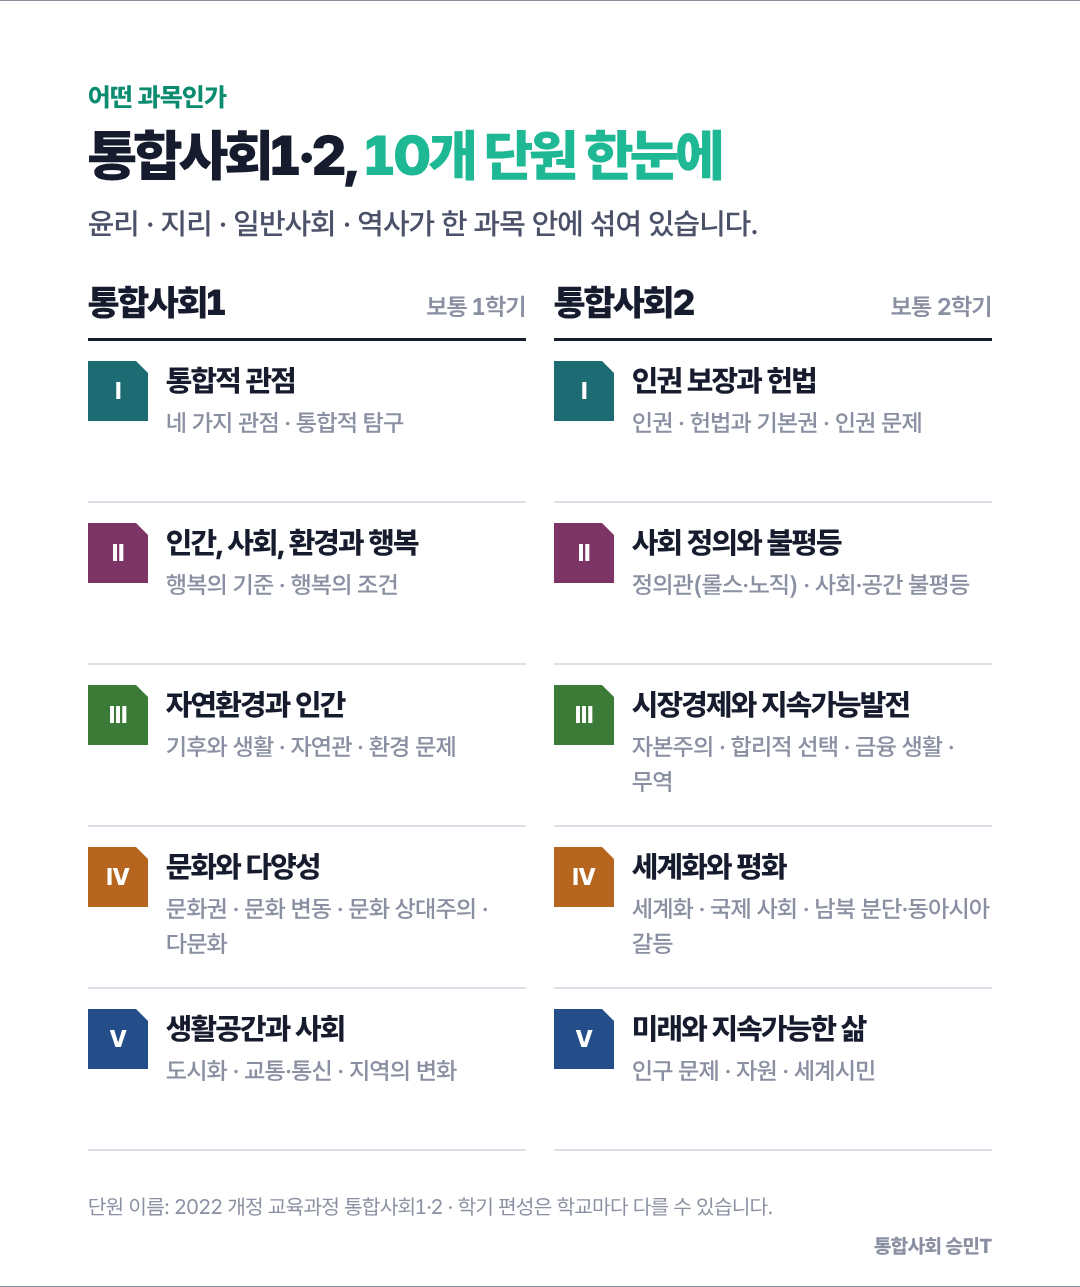 어떤 과목인가
통합사회1·2, 10개 단원 한눈에
윤리 · 지리 · 일반사회 · 역사가 한 과목 안에 섞여 있습니다.
통합사회1 보통 1학기
I
통합적 관점
네 가지 관점 · 통합적 탐구
II
인간, 사회, 환경과 행복
행복의 기준 · 행복의 조건
III
자연환경과 인간
기후와 생활 · 자연관 · 환경 문제
IV
문화와 다양성
문화권 · 문화 변동 · 문화 상대주의 ·
다문화
V
생활공간과 사회
도시화 · 교통·통신 · 지역의 변화
통합사회2 보통 2학기
I
인권 보장과 헌법
인권 · 헌법과 기본권 · 인권 문제
II
사회 정의와 불평등
정의관(롤스·노직) · 사회·공간 불평등
III
시장경제와 지속가능발전
자본주의 · 합리적 선택 · 금융 생활 ·
무역
IV
세계화와 평화
세계화 · 국제 사회 · 남북 분단·동아시아
갈등
V
미래와 지속가능한 삶
인구 문제 · 자원 · 세계시민
단원 이름: 2022 개정 교육과정 통합사회1·2 · 학기 편성은 학교마다 다를 수 있습니다.
통합사회 승민T